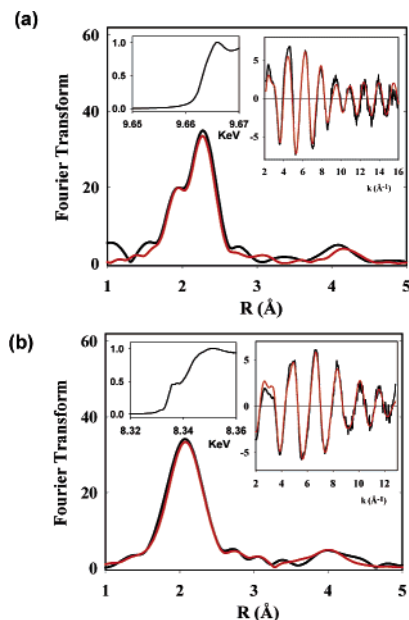 (a)
60
40
20
0
Fourier Transform
1 2 3 4 5
R (Å)
1.0
0.5
0.0
9.65 9.66 9.67
KeV
5
0
-5
2 4 6 8 10 12 14 16
k (Å-1)
(b)
60
40
20
0
Fourier Transform
1 2 3 4 5
R (Å)
1.0
0.5
0.0
8.32 8.34 8.36
KeV
5
0
-5
2 4 6 8 10 12
k (Å-1)